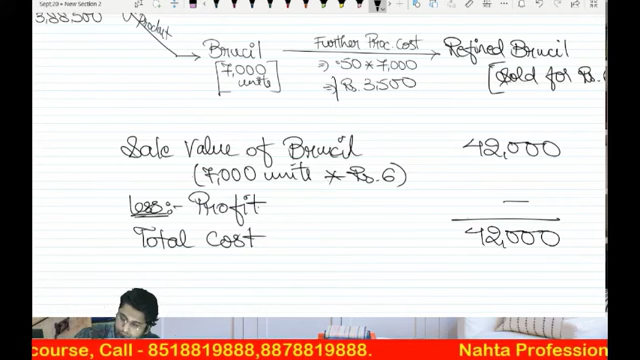 Sept.20 » New Section 2
3,88,500
Product
Brucil
[7,000 units]
Further Proc. Cost
⇒ .50 * 7,000
⇒ Rs. 3,500
Refined Brucil
[Sold for Rs.
Sale Value of Brucil 42,000
(7,000 units * Rs. 6)
Less:- Profit —
Total Cost 42,000
course, Call - 8518819888,8878819888. Nahta Profession